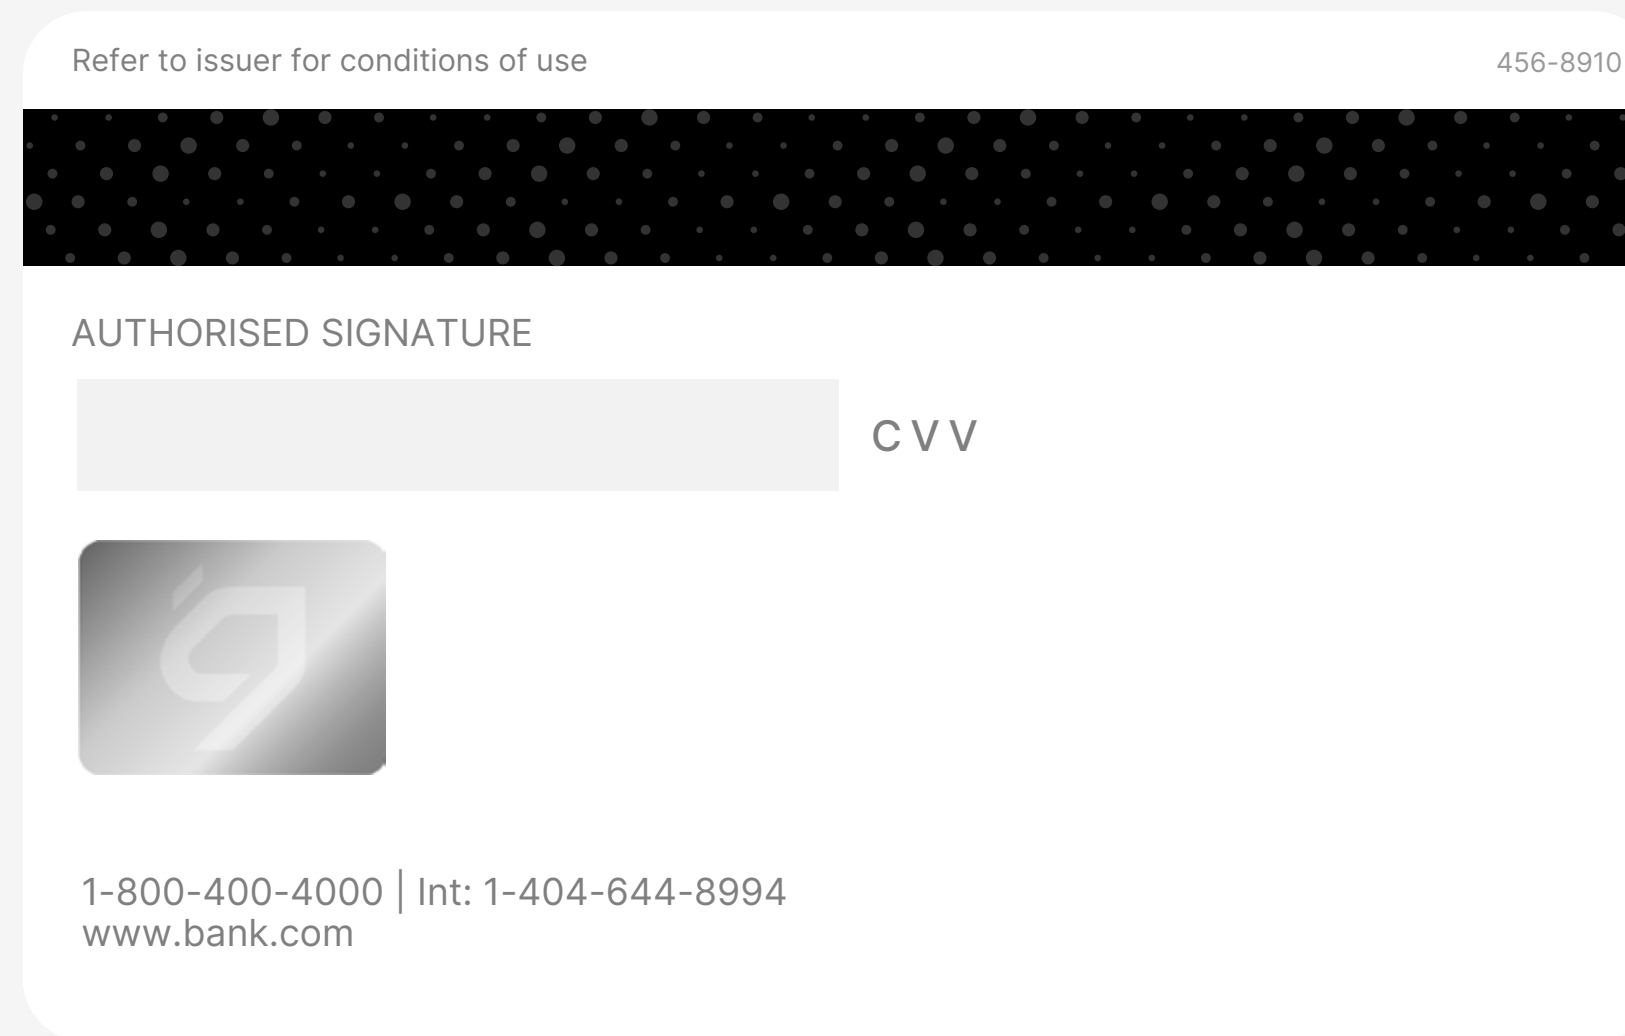 Refer to issuer for conditions of use
456-8910
AUTHORISED SIGNATURE
CVV
1-800-400-4000 | Int: 1-404-644-8994
www.bank.com